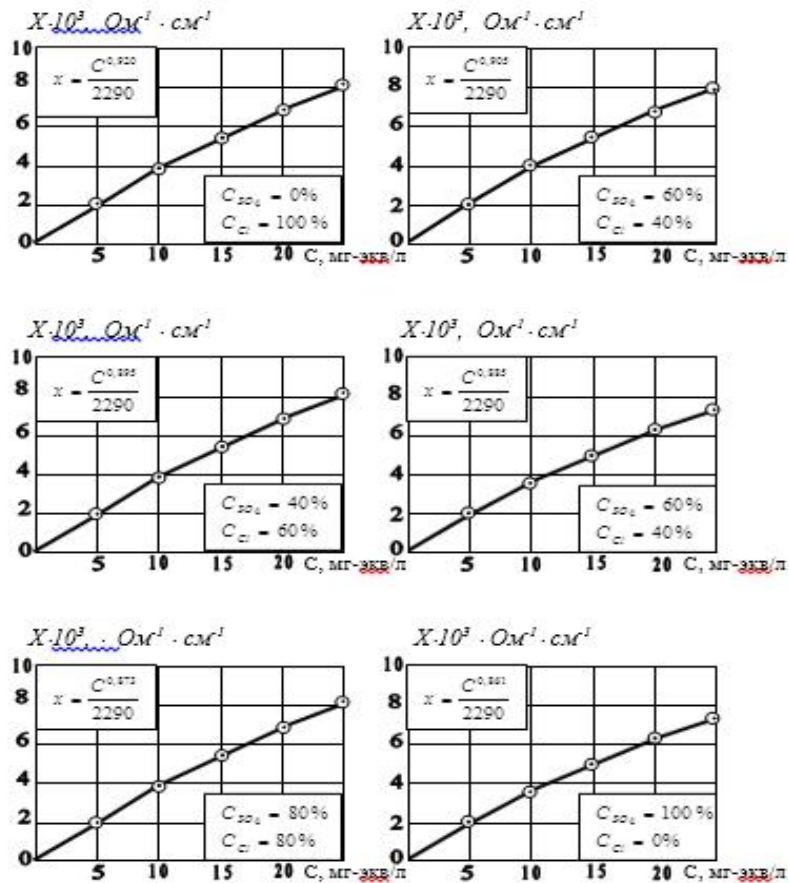 X·10³, Ом⁻¹ · см⁻¹
10
8
6
4
2
0
x = C^0,920 / 2290
C_SO₄ = 0%
C_Cl = 100 %
5 10 15 20 C, мг-экв/л
X·10³, Ом⁻¹ · см⁻¹
10
8
6
4
2
0
x = C^0,905 / 2290
C_SO₄ = 60%
C_Cl = 40%
5 10 15 20 C, мг-экв/л
X·10³, Ом⁻¹ · см⁻¹
10
8
6
4
2
0
x = C^0,895 / 2290
C_SO₄ = 40%
C_Cl = 60%
5 10 15 20 C, мг-экв/л
X·10³, Ом⁻¹ · см⁻¹
10
8
6
4
2
0
x = C^0,885 / 2290
C_SO₄ = 60%
C_Cl = 40%
5 10 15 20 C, мг-экв/л
X·10³, · Ом⁻¹ · см⁻¹
10
8
6
4
2
0
x = C^0,873 / 2290
C_SO₄ = 80%
C_Cl = 80%
5 10 15 20 C, мг-экв/л
X·10³ · Ом⁻¹ · см⁻¹
10
8
6
4
2
0
x = C^0,861 / 2290
C_SO₄ = 100 %
C_Cl = 0%
5 10 15 20 C, мг-экв/л